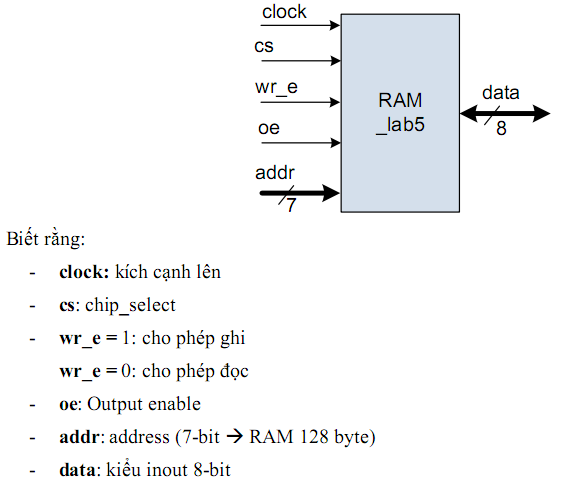 clock
cs
wr_e
oe
addr
7
RAM
_lab5
data
8
Biết rằng:
- clock: kích cạnh lên
- cs: chip_select
- wr_e = 1: cho phép ghi
wr_e = 0: cho phép đọc
- oe: Output enable
- addr: address (7-bit → RAM 128 byte)
- data: kiểu inout 8-bit